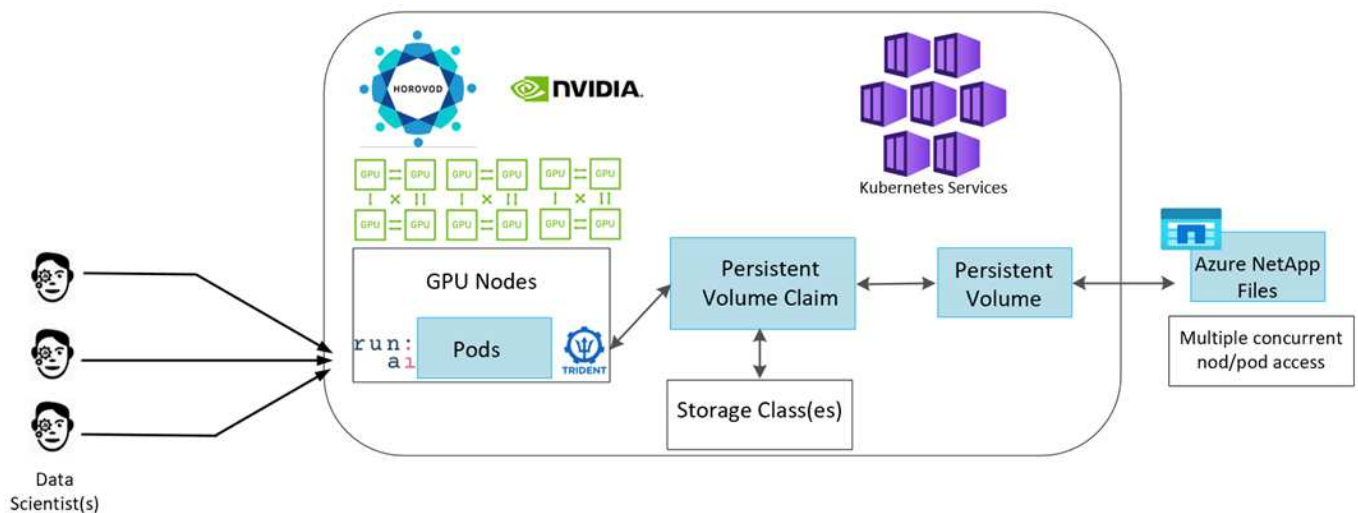 HOROVOD
NVIDIA.
GPU GPU GPU GPU GPU GPU
GPU GPU GPU GPU GPU GPU
Kubernetes Services
GPU Nodes
run:
ai
Pods
TRIDENT
Persistent
Volume Claim
Persistent
Volume
Azure NetApp
Files
Multiple concurrent
nod/pod access
Storage Class(es)
Data
Scientist(s)